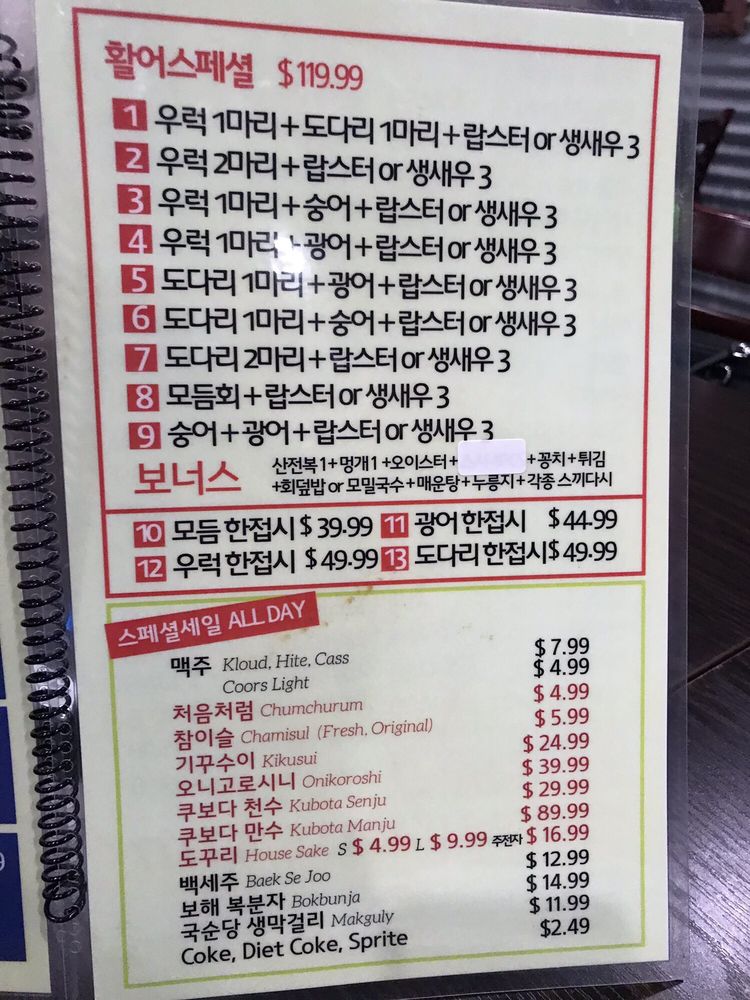 활어스페셜 $119.99
1 우럭 1마리+도다리 1마리+랍스터 or 생새우 3
2 우럭 2마리+랍스터 or 생새우 3
3 우럭 1마리+숭어+랍스터 or 생새우 3
4 우럭 1마리+광어+랍스터 or 생새우 3
5 도다리 1마리+광어+랍스터 or 생새우 3
6 도다리 1마리+숭어+랍스터 or 생새우 3
7 도다리 2마리+랍스터 or 생새우 3
8 모듬회+랍스터 or 생새우 3
9 숭어+광어+랍스터 or 생새우 3
보너스 산전복1+멍개1+오이스터+ +꽁치+튀김
+회덮밥 or 모밀국수+매운탕+누룽지+각종 스끼다시
10 모듬 한접시 $39.99 11 광어 한접시 $44.99
12 우럭 한접시 $49.99 13 도다리 한접시 $49.99
스페셜세일 ALL DAY
맥주 Kloud, Hite, Cass $7.99
Coors Light $4.99
처음처럼 Chumchurum $4.99
참이슬 Chamisul (Fresh, Original) $5.99
기꾸수이 Kikusui $24.99
오니고로시니 Onikoroshi $39.99
쿠보다 천수 Kubota Senju $29.99
쿠보다 만수 Kubota Manju $89.99
도꾸리 House Sake S $4.99 L $9.99 주전자 $16.99
백세주 Baek Se Joo $12.99
보해 복분자 Bokbunja $14.99
국순당 생막걸리 Makguly $11.99
Coke, Diet Coke, Sprite $2.49